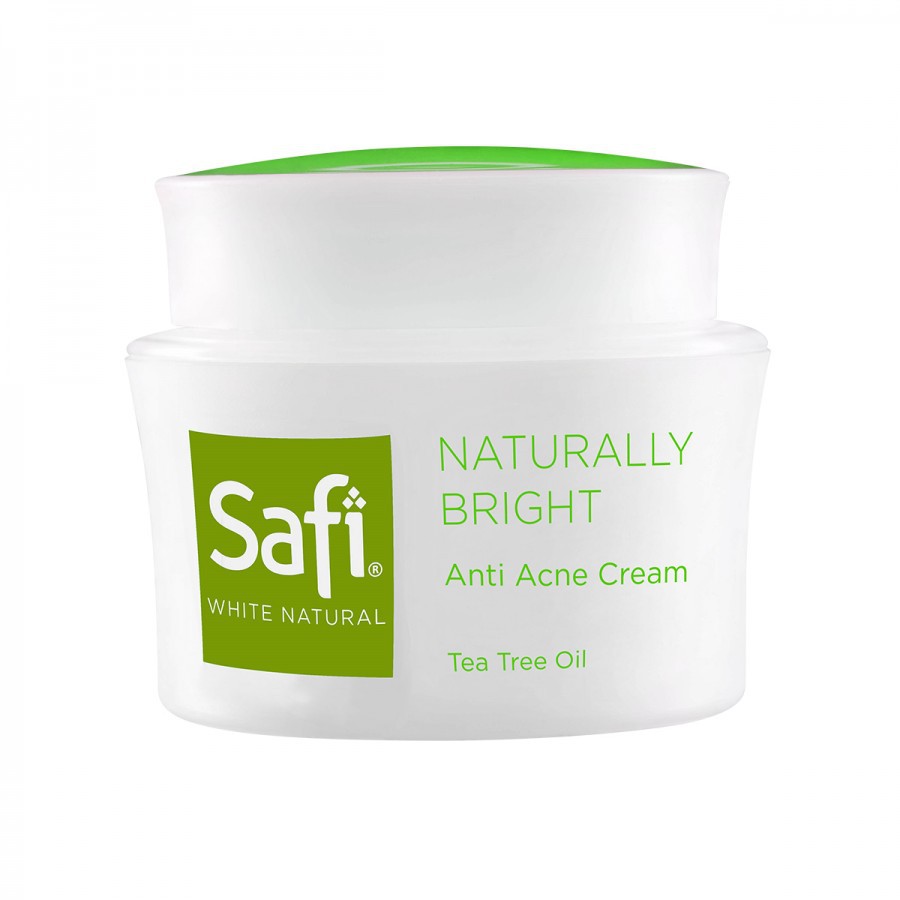 Safi®
WHITE NATURAL
NATURALLY
BRIGHT
Anti Acne Cream
Tea Tree Oil